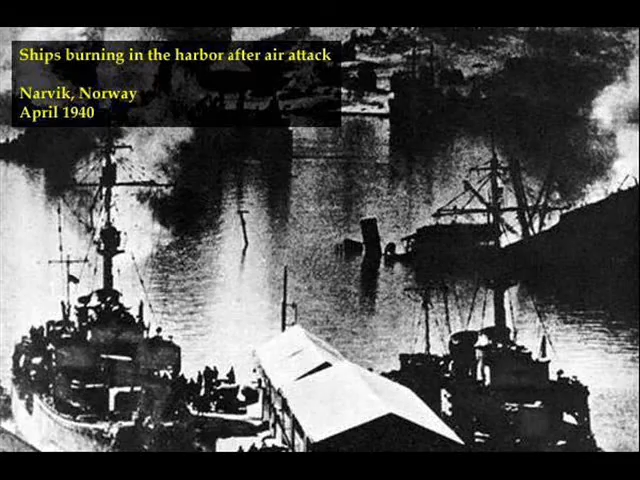 Ships burning in the harbor after air attack
Narvik, Norway
April 1940